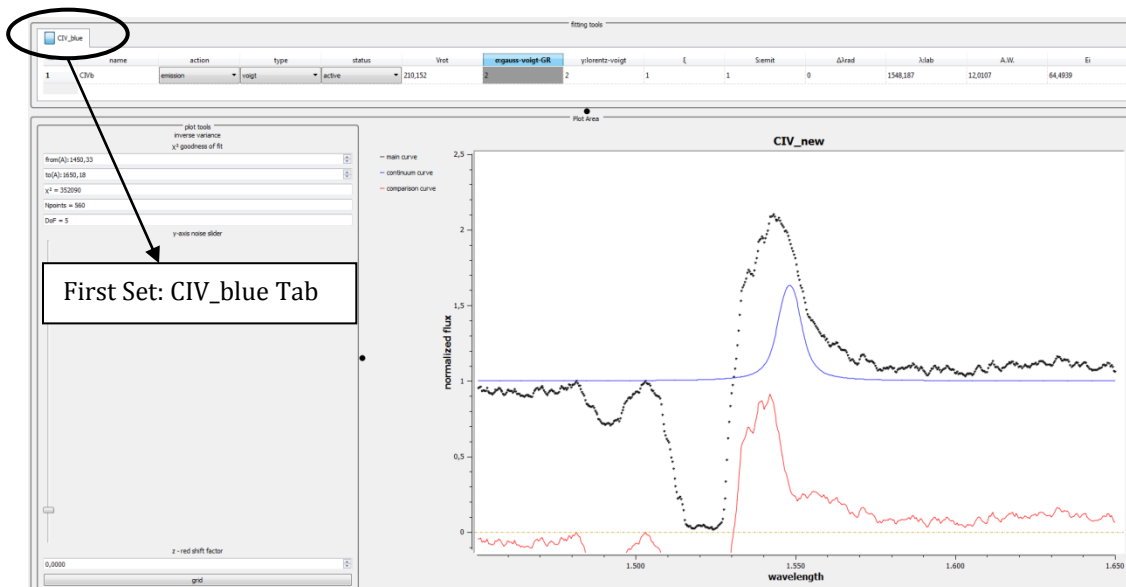 fitting tools
CIV_blue
name action type status Vrot σ:gauss-voigt-GR γ:lorentz-voigt ξ S:emit Δλrad λ:lab A.W. Ei
1 CIVb emission voigt active 210,152 2 2 1 1 0 1548,187 12,0107 64,4939
plot tools
Plot Area
inverse variance
χ² goodness of fit
from(A):1450,33
to(A):1650,18
χ² = 352090
Npoints = 560
DoF = 5
y-axis noise slider
First Set: CIV_blue Tab
z - red shift factor
0,0000
grid
main curve
continuum curve
comparison curve
CIV_new
2,5
2
1,5
1
0,5
0
normalized flux
1.500 1.550 1.600 1.650
wavelength